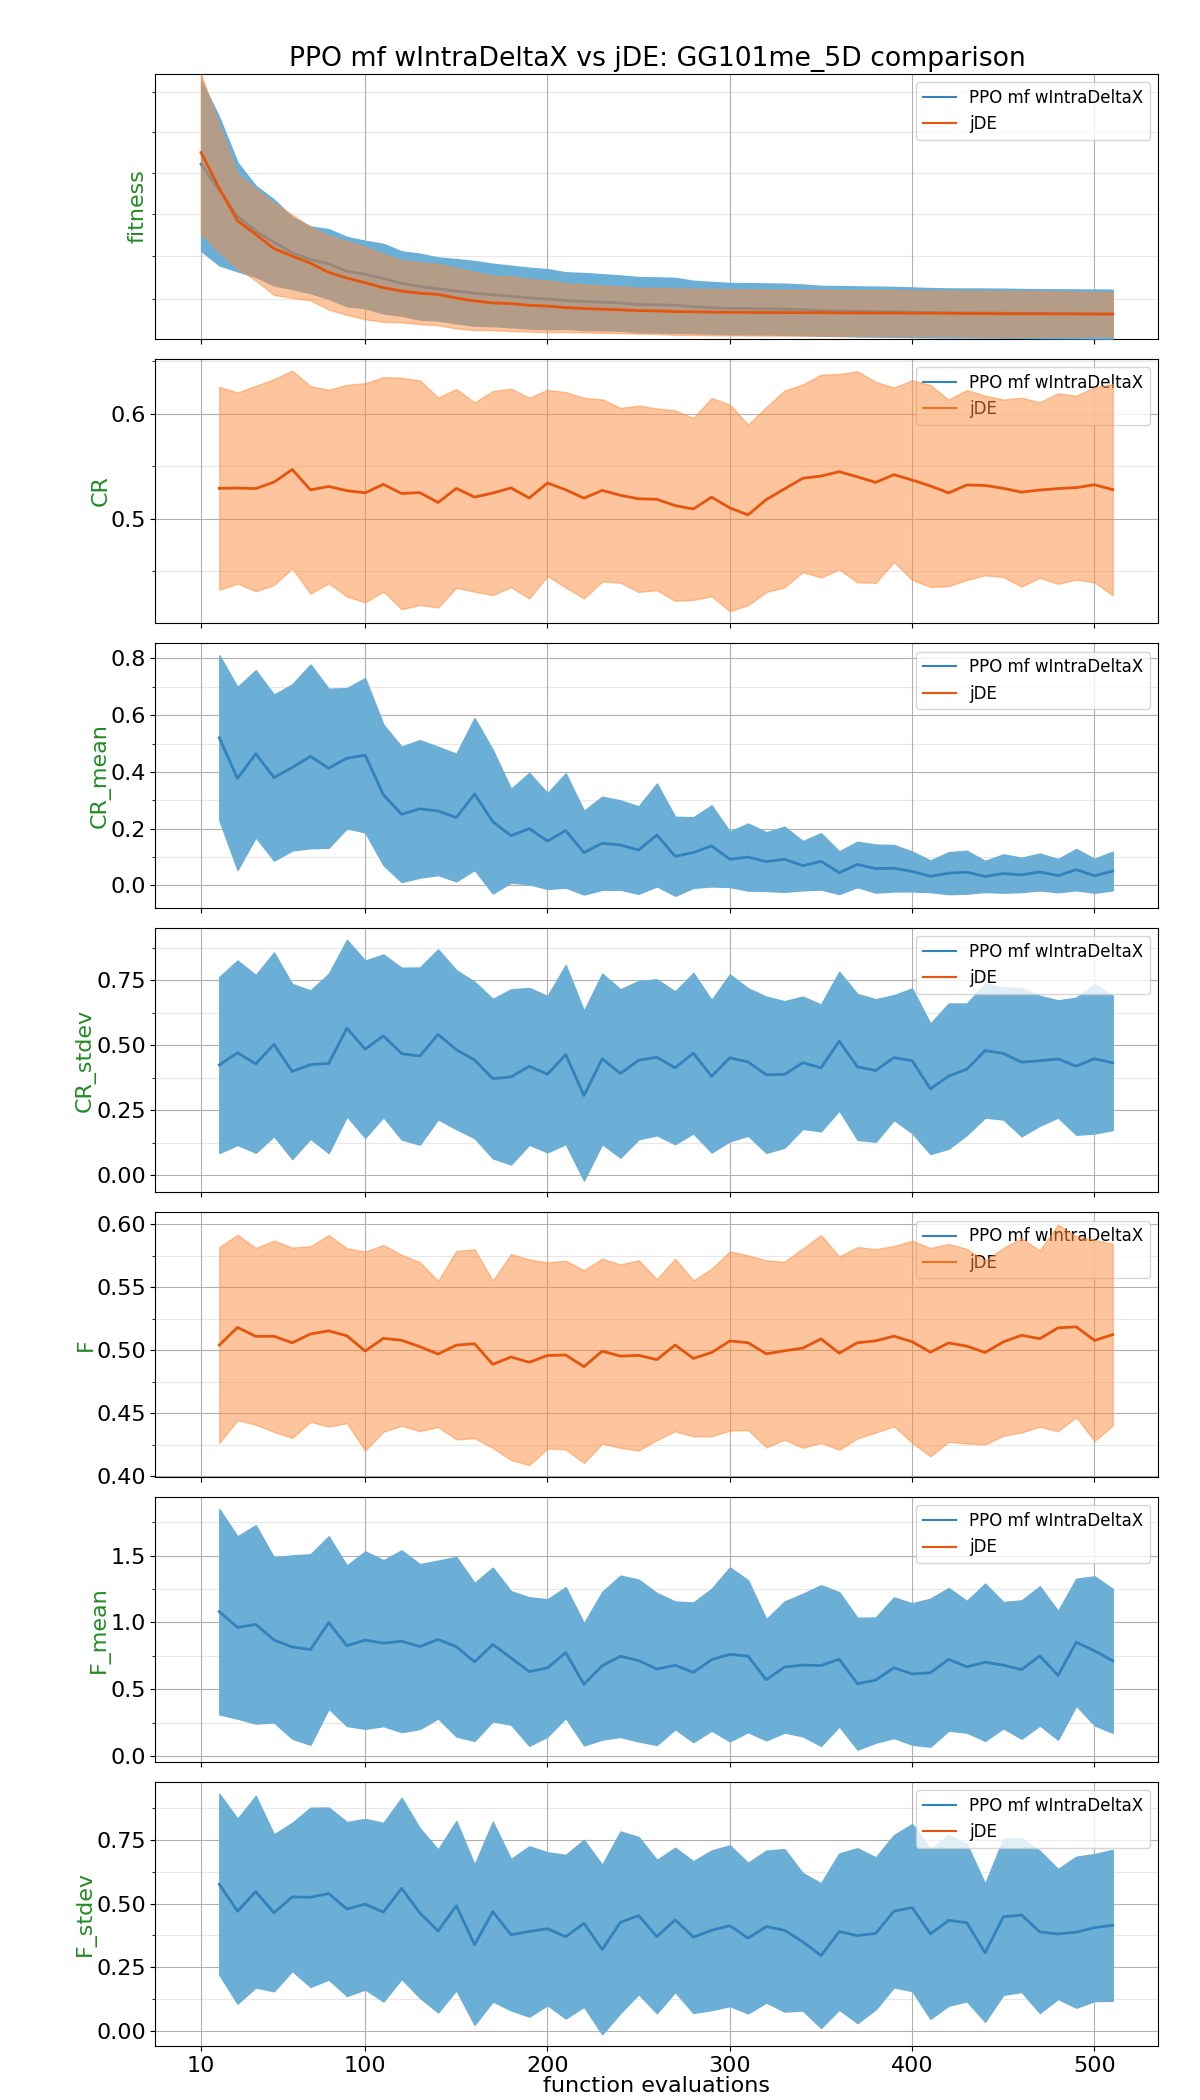 PPO mf wIntraDeltaX vs jDE: GG101me_5D comparison
fitness
PPO mf wIntraDeltaX
jDE
CR
0.6
0.5
PPO mf wIntraDeltaX
jDE
CR_mean
0.8
0.6
0.4
0.2
0.0
PPO mf wIntraDeltaX
jDE
CR_stdev
0.75
0.50
0.25
0.00
PPO mf wIntraDeltaX
jDE
F
0.60
0.55
0.50
0.45
0.40
PPO mf wIntraDeltaX
jDE
F_mean
1.5
1.0
0.5
0.0
PPO mf wIntraDeltaX
jDE
F_stdev
0.75
0.50
0.25
0.00
PPO mf wIntraDeltaX
jDE
10 100 200 300 400 500
function evaluations